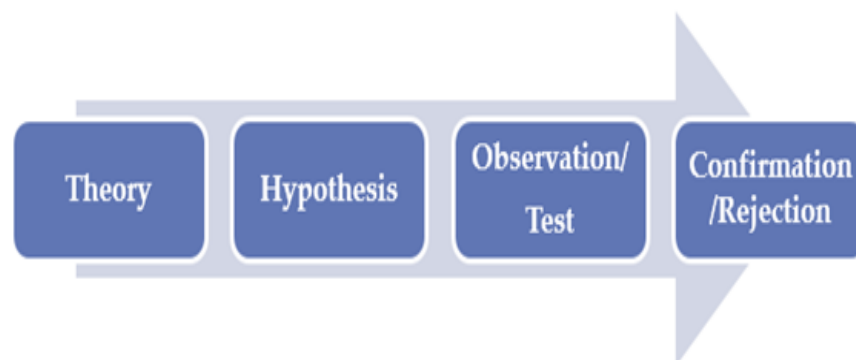 Theory
Hypothesis
Observation/
Test
Confirmation
/Rejection